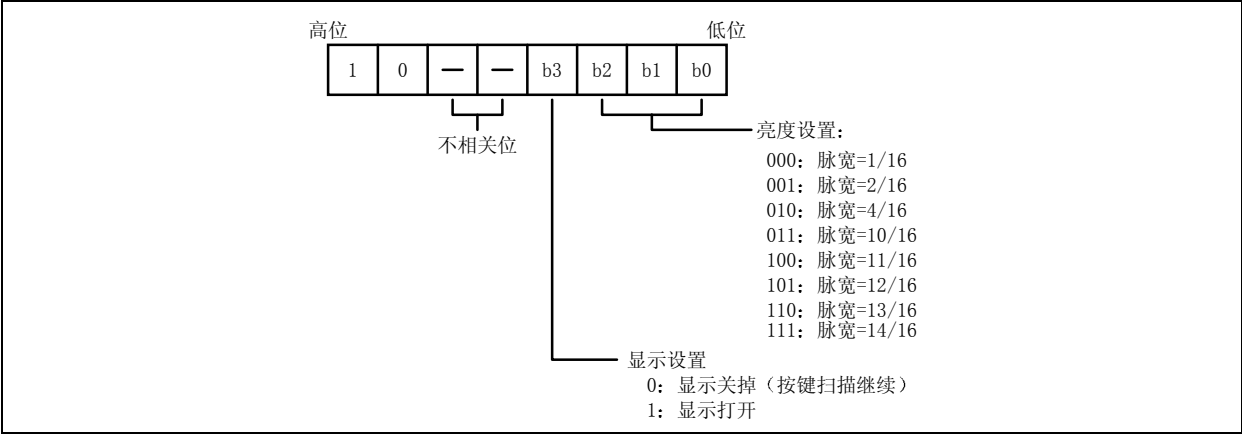 高位 低位
1 0 — — b3 b2 b1 b0
不相关位
亮度设置：
000：脉宽=1/16
001：脉宽=2/16
010：脉宽=4/16
011：脉宽=10/16
100：脉宽=11/16
101：脉宽=12/16
110：脉宽=13/16
111：脉宽=14/16
显示设置
0：显示关掉（按键扫描继续）
1：显示打开